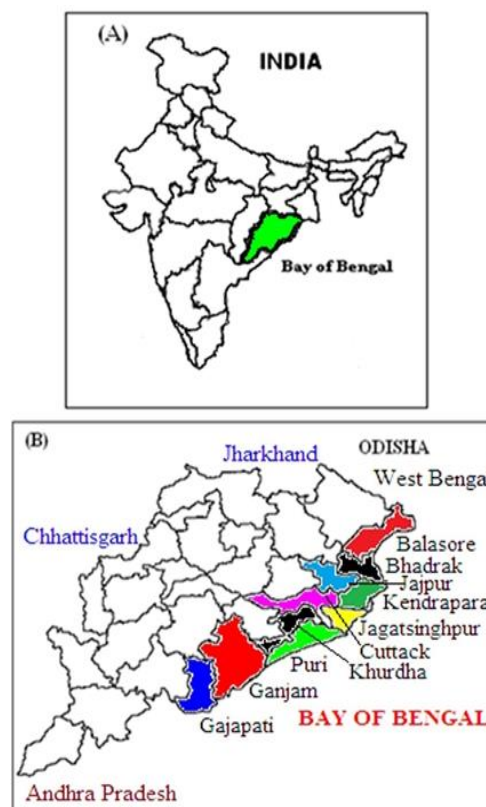 (A)
INDIA
Bay of Bengal
(B)
ODISHA
Jharkhand
West Benga
Chhattisgarh
Balasore
Bhadrak
Jajpur
Kendrapara
Jagatsinghpur
Cuttack
Khurdha
Puri
Ganjam
Gajapati
BAY OF BENGAL
Andhra Pradesh